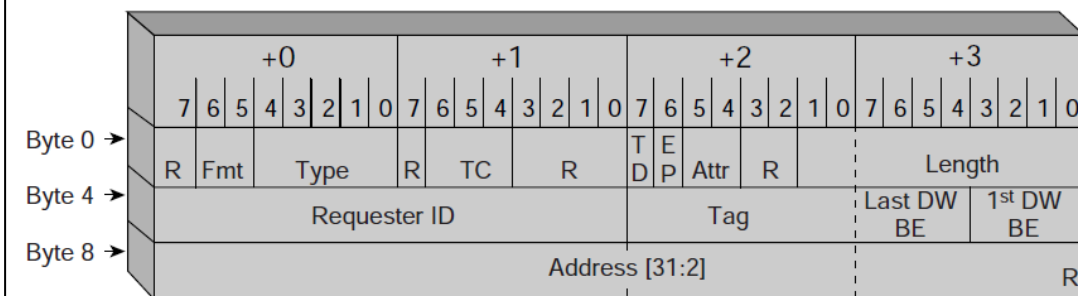 +0 +1 +2 +3
7 6 5 4 3 2 1 0 7 6 5 4 3 2 1 0 7 6 5 4 3 2 1 0 7 6 5 4 3 2 1 0
Byte 0 R Fmt Type R TC R TD EP Attr R Length
Byte 4 Requester ID Tag Last DW BE 1st DW BE
Byte 8 Address [31:2] R